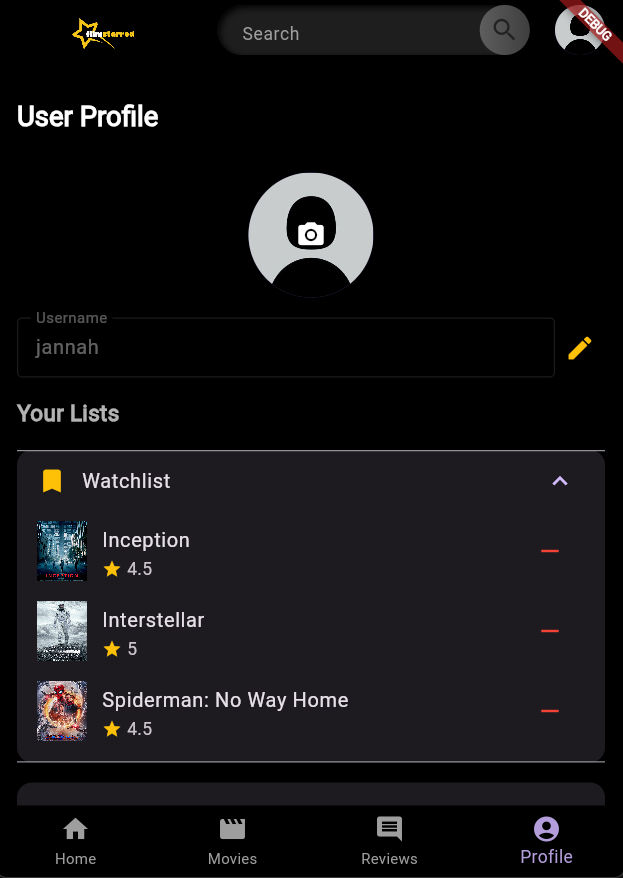 filmstarred
Search
DEBUG
User Profile
Username
jannah
Your Lists
Watchlist
Inception
4.5
INCEPTION
Interstellar
5
Spiderman: No Way Home
4.5
Home
Movies
Reviews
Profile